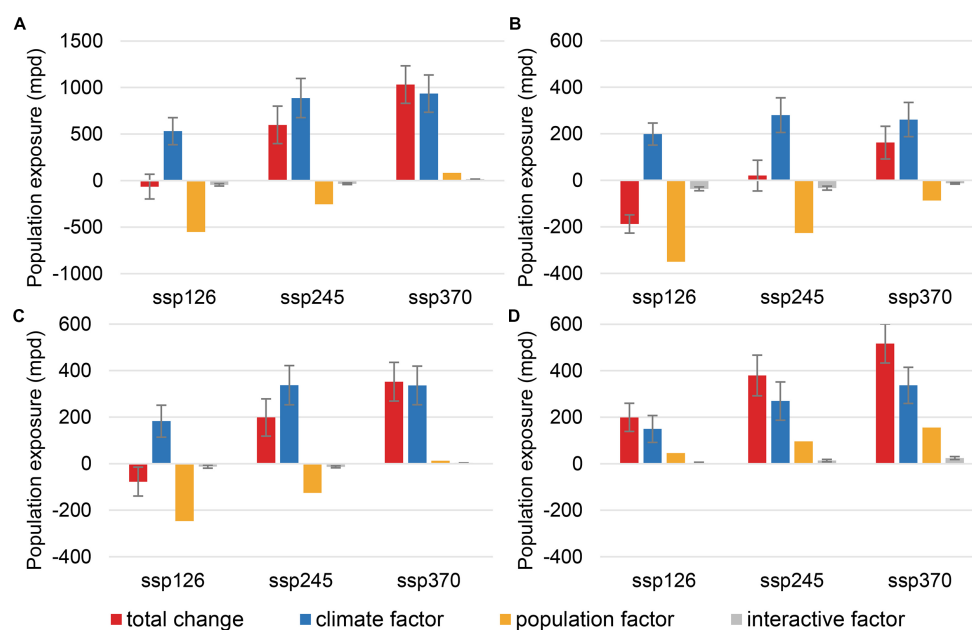 A
Population exposure (mpd)
1500
1000
500
0
-500
-1000
ssp126 ssp245 ssp370
B
Population exposure (mpd)
600
400
200
0
-200
-400
ssp126 ssp245 ssp370
C
Population exposure (mpd)
600
400
200
0
-200
-400
ssp126 ssp245 ssp370
D
Population exposure (mpd)
600
400
200
0
-200
-400
ssp126 ssp245 ssp370
total change climate factor population factor interactive factor